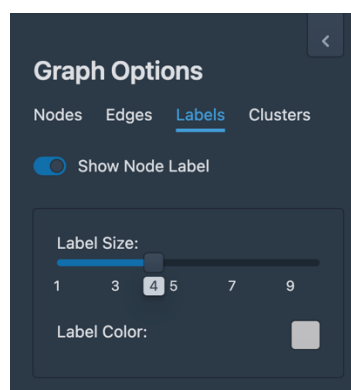 Graph Options
Nodes Edges Labels Clusters
Show Node Label
Label Size:
1 3 4 5 7 9
Label Color: